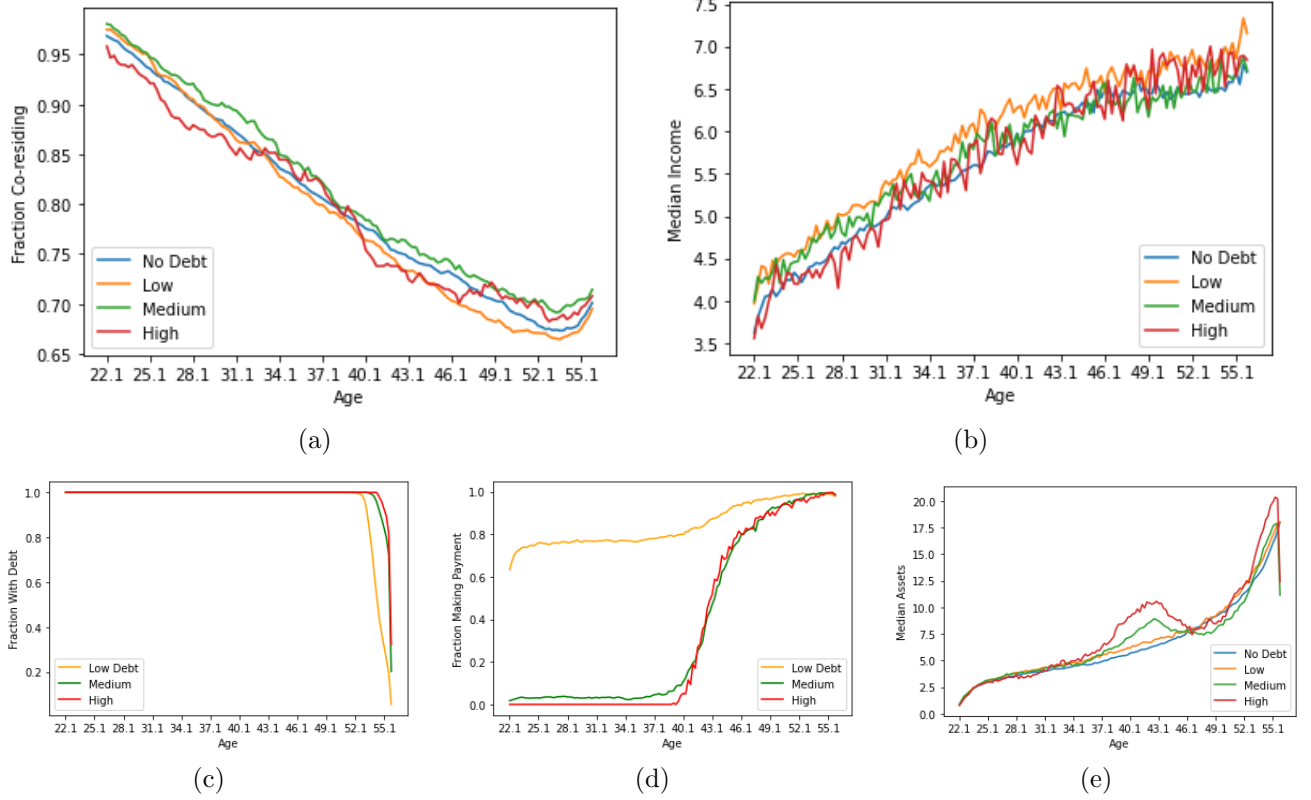 Fraction Co-residing
0.95
0.90
0.85
0.80
0.75
0.70
0.65
No Debt
Low
Medium
High
22.1 25.1 28.1 31.1 34.1 37.1 40.1 43.1 46.1 49.1 52.1 55.1
Age
(a)
Median Income
7.5
7.0
6.5
6.0
5.5
5.0
4.5
4.0
3.5
No Debt
Low
Medium
High
22.1 25.1 28.1 31.1 34.1 37.1 40.1 43.1 46.1 49.1 52.1 55.1
Age
(b)
Fraction With Debt
1.0
0.8
0.6
0.4
0.2
Low Debt
Medium
High
22.1 25.1 28.1 31.1 34.1 37.1 40.1 43.1 46.1 49.1 52.1 55.1
Age
(c)
Fraction Making Payment
1.0
0.8
0.6
0.4
0.2
0.0
Low Debt
Medium
High
22.1 25.1 28.1 31.1 34.1 37.1 40.1 43.1 46.1 49.1 52.1 55.1
Age
(d)
Median Assets
20.0
17.5
15.0
12.5
10.0
7.5
5.0
2.5
0.0
No Debt
Low
Medium
High
22.1 25.1 28.1 31.1 34.1 37.1 40.1 43.1 46.1 49.1 52.1 55.1
Age
(e)